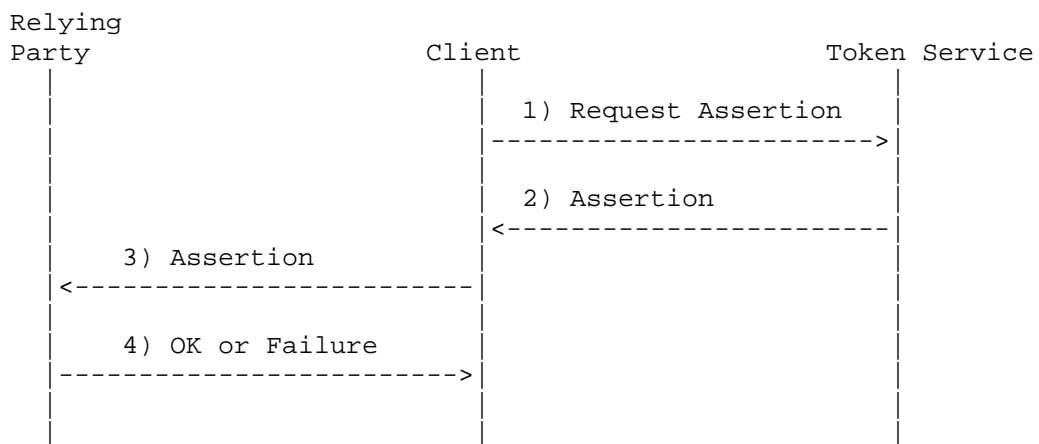 Relying
Party Client Token Service
1) Request Assertion
2) Assertion
3) Assertion
4) OK or Failure